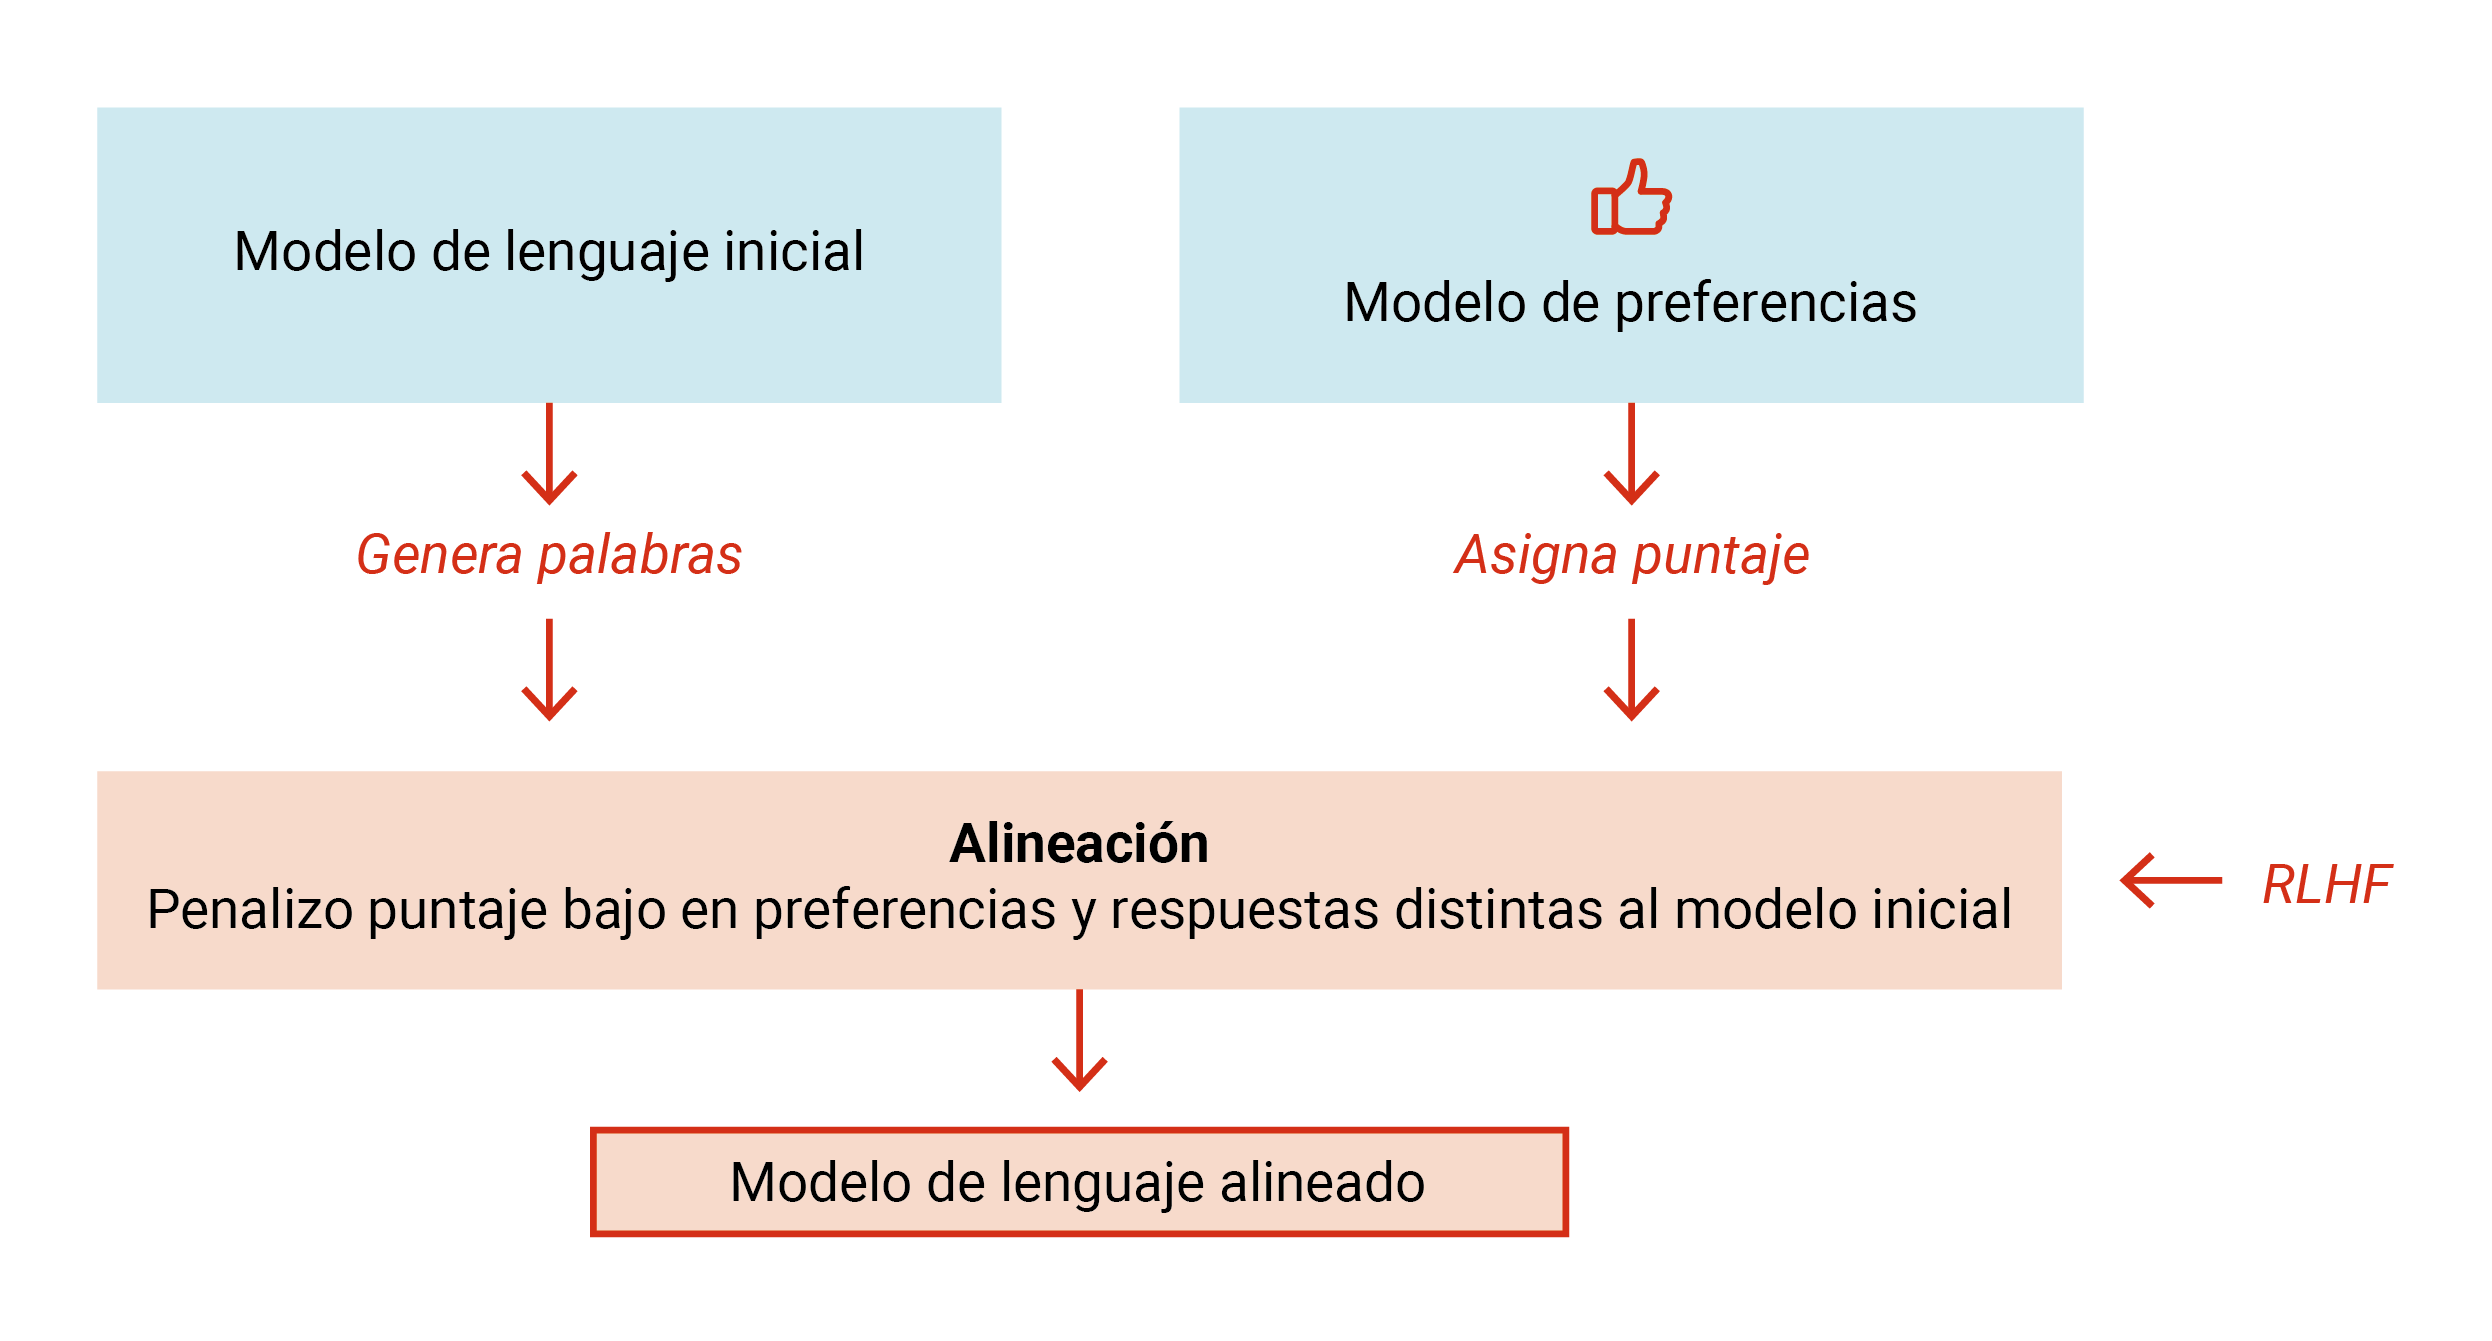 Modelo de lenguaje inicial
Modelo de preferencias
Genera palabras
Asigna puntaje
Alineación
Penalizo puntaje bajo en preferencias y respuestas distintas al modelo inicial
RLHF
Modelo de lenguaje alineado